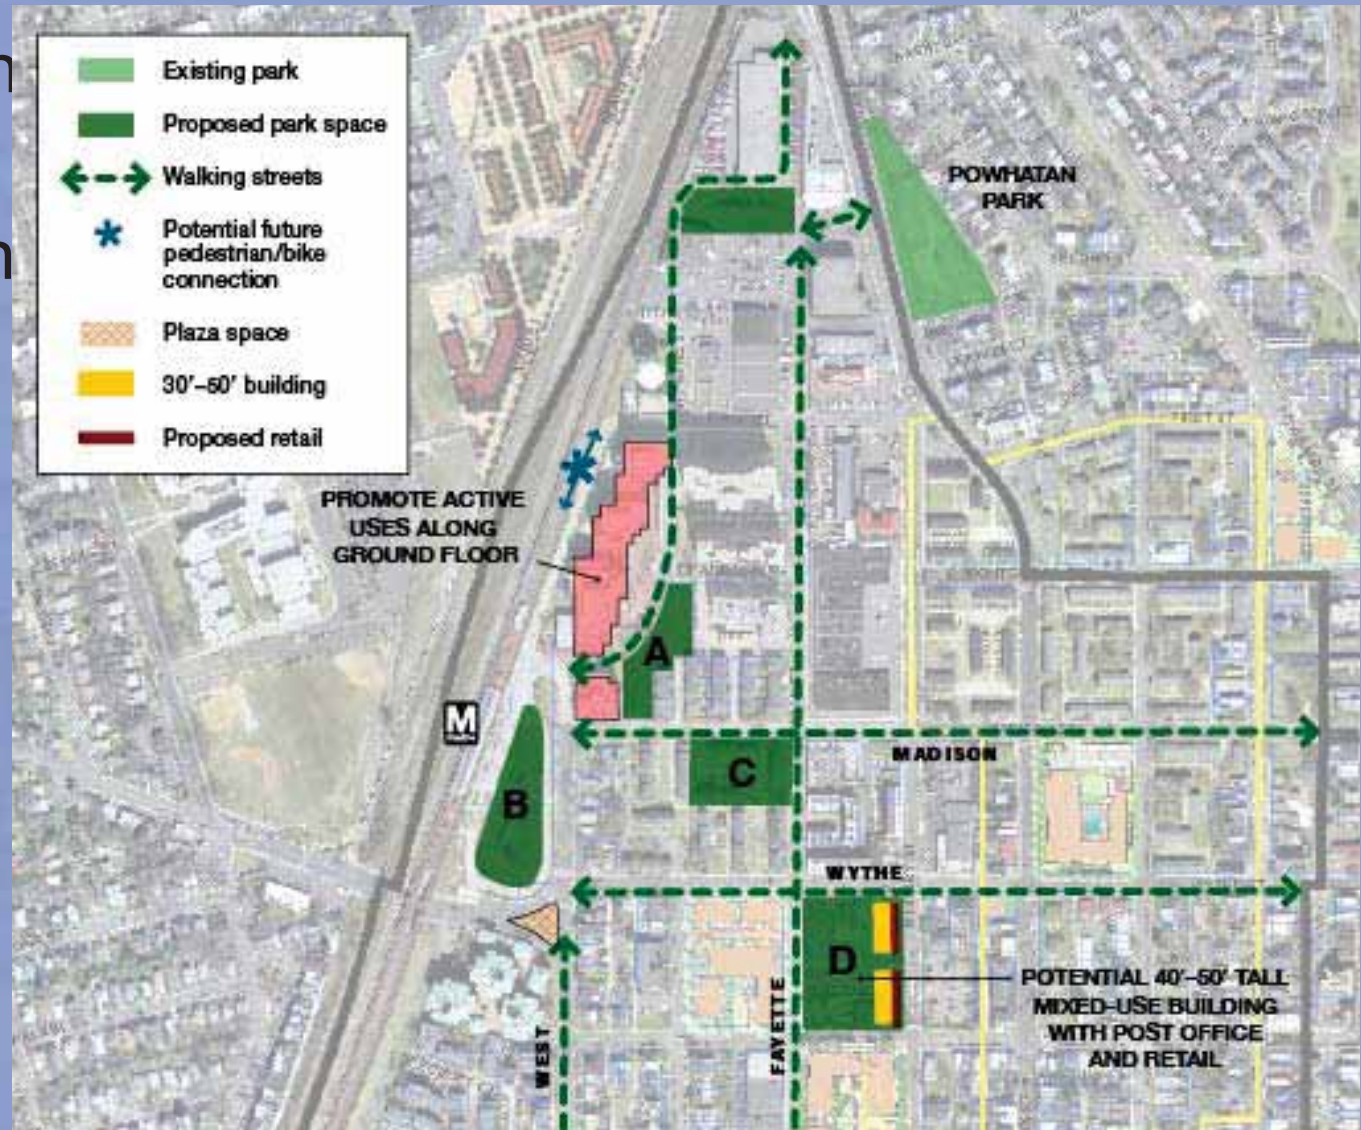 Existing park
Proposed park space
Walking streets
Potential future
pedestrian/bike
connection
Plaza space
30'–50' building
Proposed retail
POWHATAN
PARK
PROMOTE ACTIVE
USES ALONG
GROUND FLOOR
A
M
MADISON
C
B
WYTHE
D
POTENTIAL 40'–50' TALL
MIXED-USE BUILDING
WITH POST OFFICE
AND RETAIL
FAYETTE
WEST